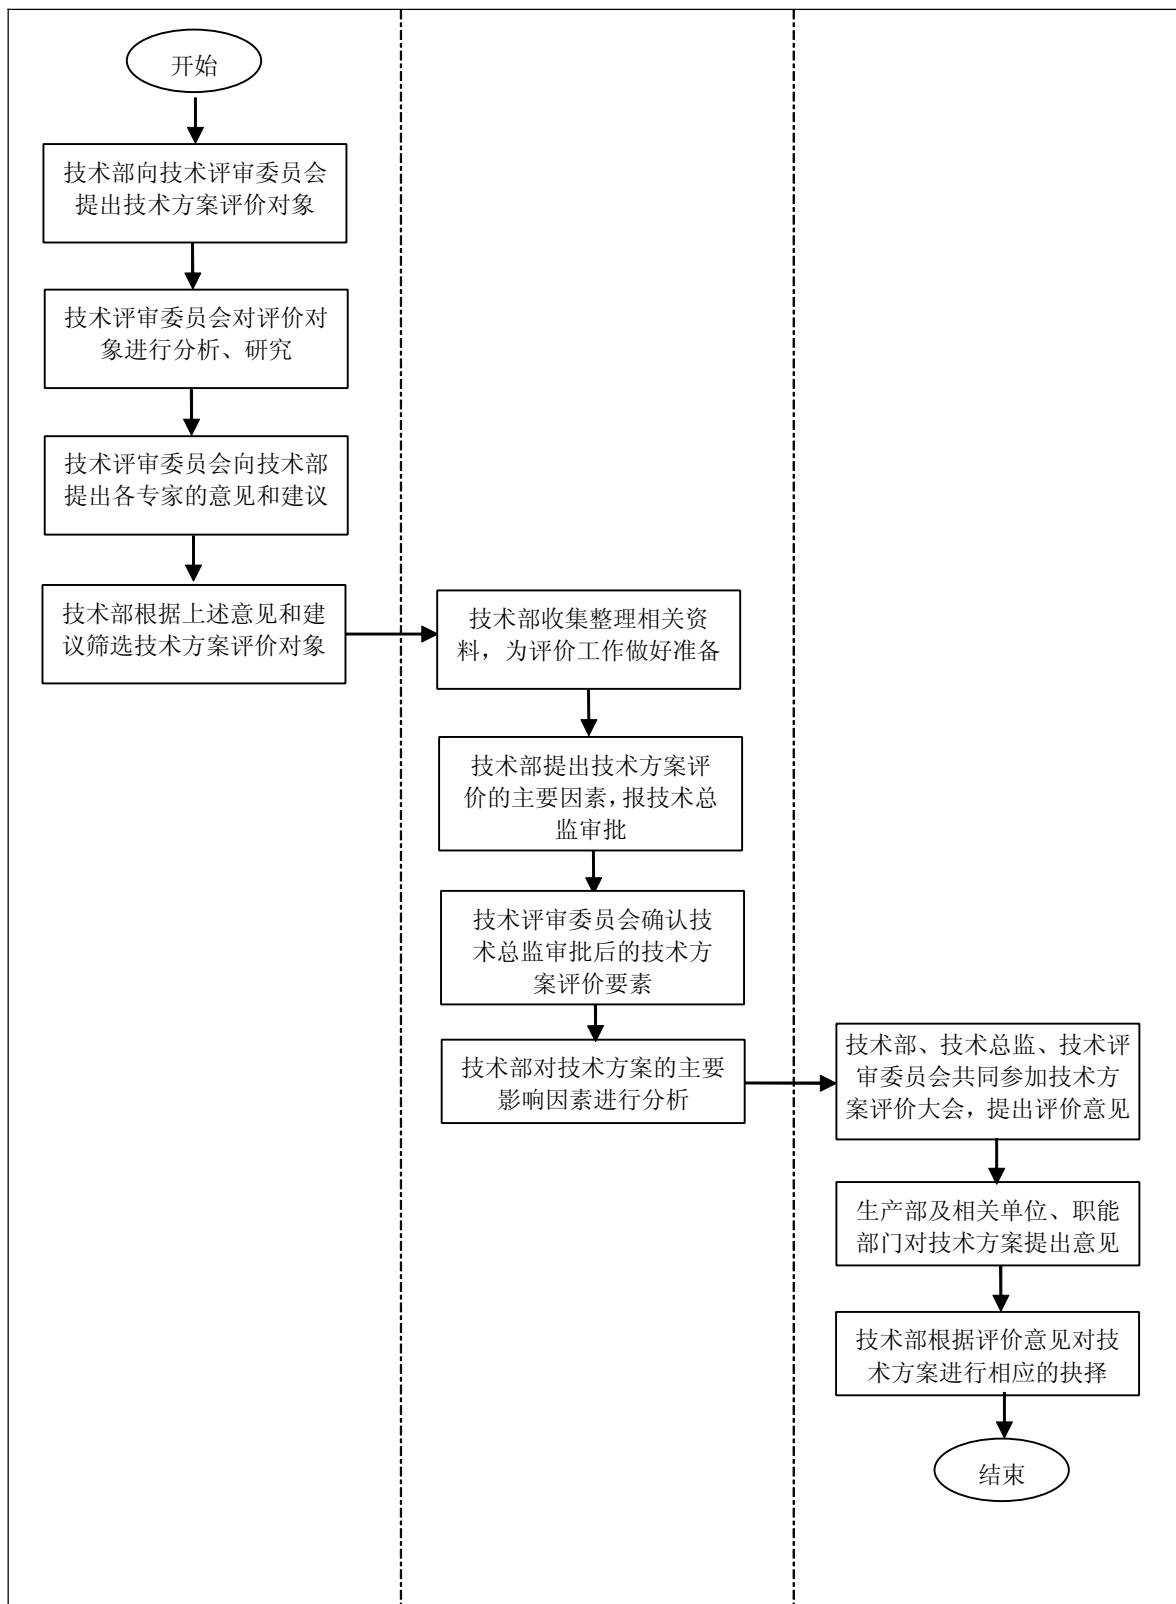 开始
技术部向技术评审委员会
提出技术方案评价对象
技术评审委员会对评价对
象进行分析、研究
技术评审委员会向技术部
提出各专家的意见和建议
技术部根据上述意见和建
议筛选技术方案评价对象
技术部收集整理相关资
料，为评价工作做好准备
技术部提出技术方案评
价的主要因素，报技术总
监审批
技术评审委员会确认技
术总监审批后的技术方
案评价要素
技术部对技术方案的主要
影响因素进行分析
技术部、技术总监、技术评
审委员会共同参加技术方
案评价大会，提出评价意见
生产部及相关单位、职能
部门对技术方案提出意见
技术部根据评价意见对技
术方案进行相应的抉择
结束